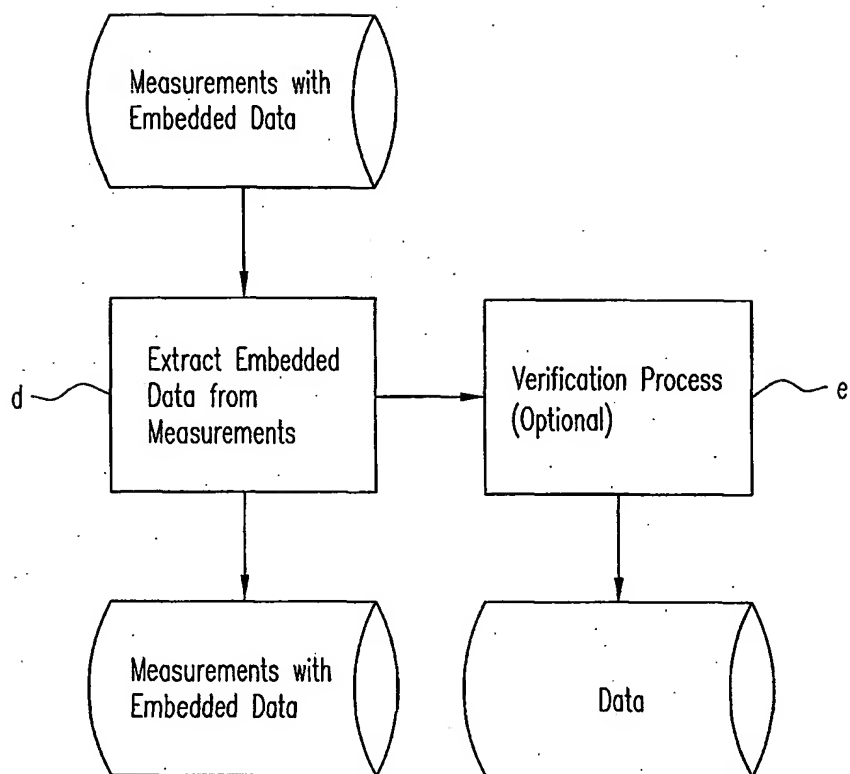 Measurements with
Embedded Data
d
Extract Embedded
Data from
Measurements
Verification Process
(Optional)
e
Measurements with
Embedded Data
Data